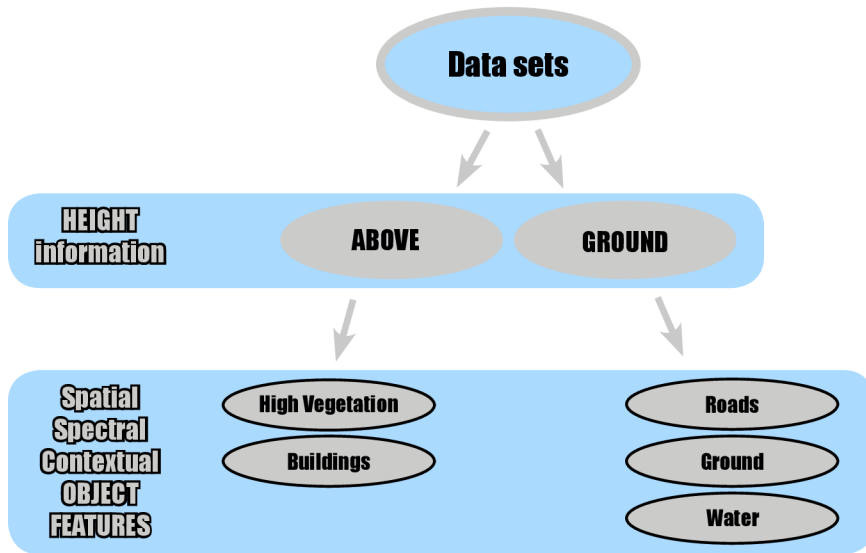 Data sets
HEIGHT
information
ABOVE
GROUND
Spatial
Spectral
Contextual
OBJECT
FEATURES
High Vegetation
Buildings
Roads
Ground
Water